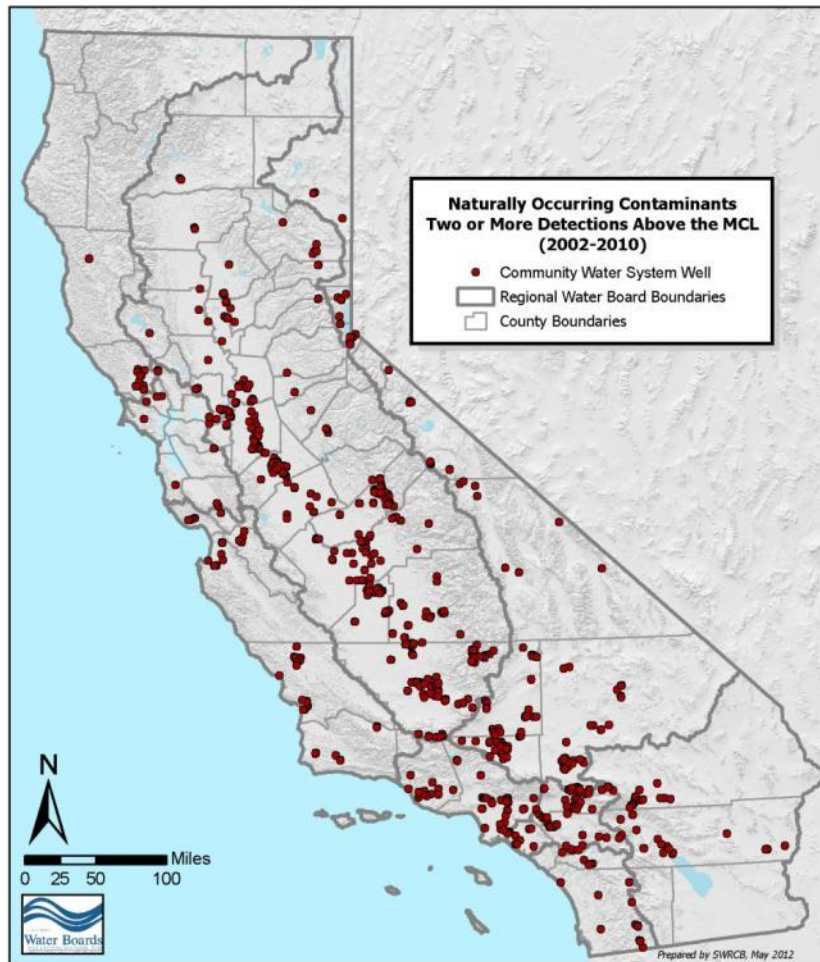 Naturally Occurring Contaminants
Two or More Detections Above the MCL
(2002-2010)
Community Water System Well
Regional Water Board Boundaries
County Boundaries
N
Miles
0 25 50 100
Water Boards
Prepared by SWRCB, May 2012